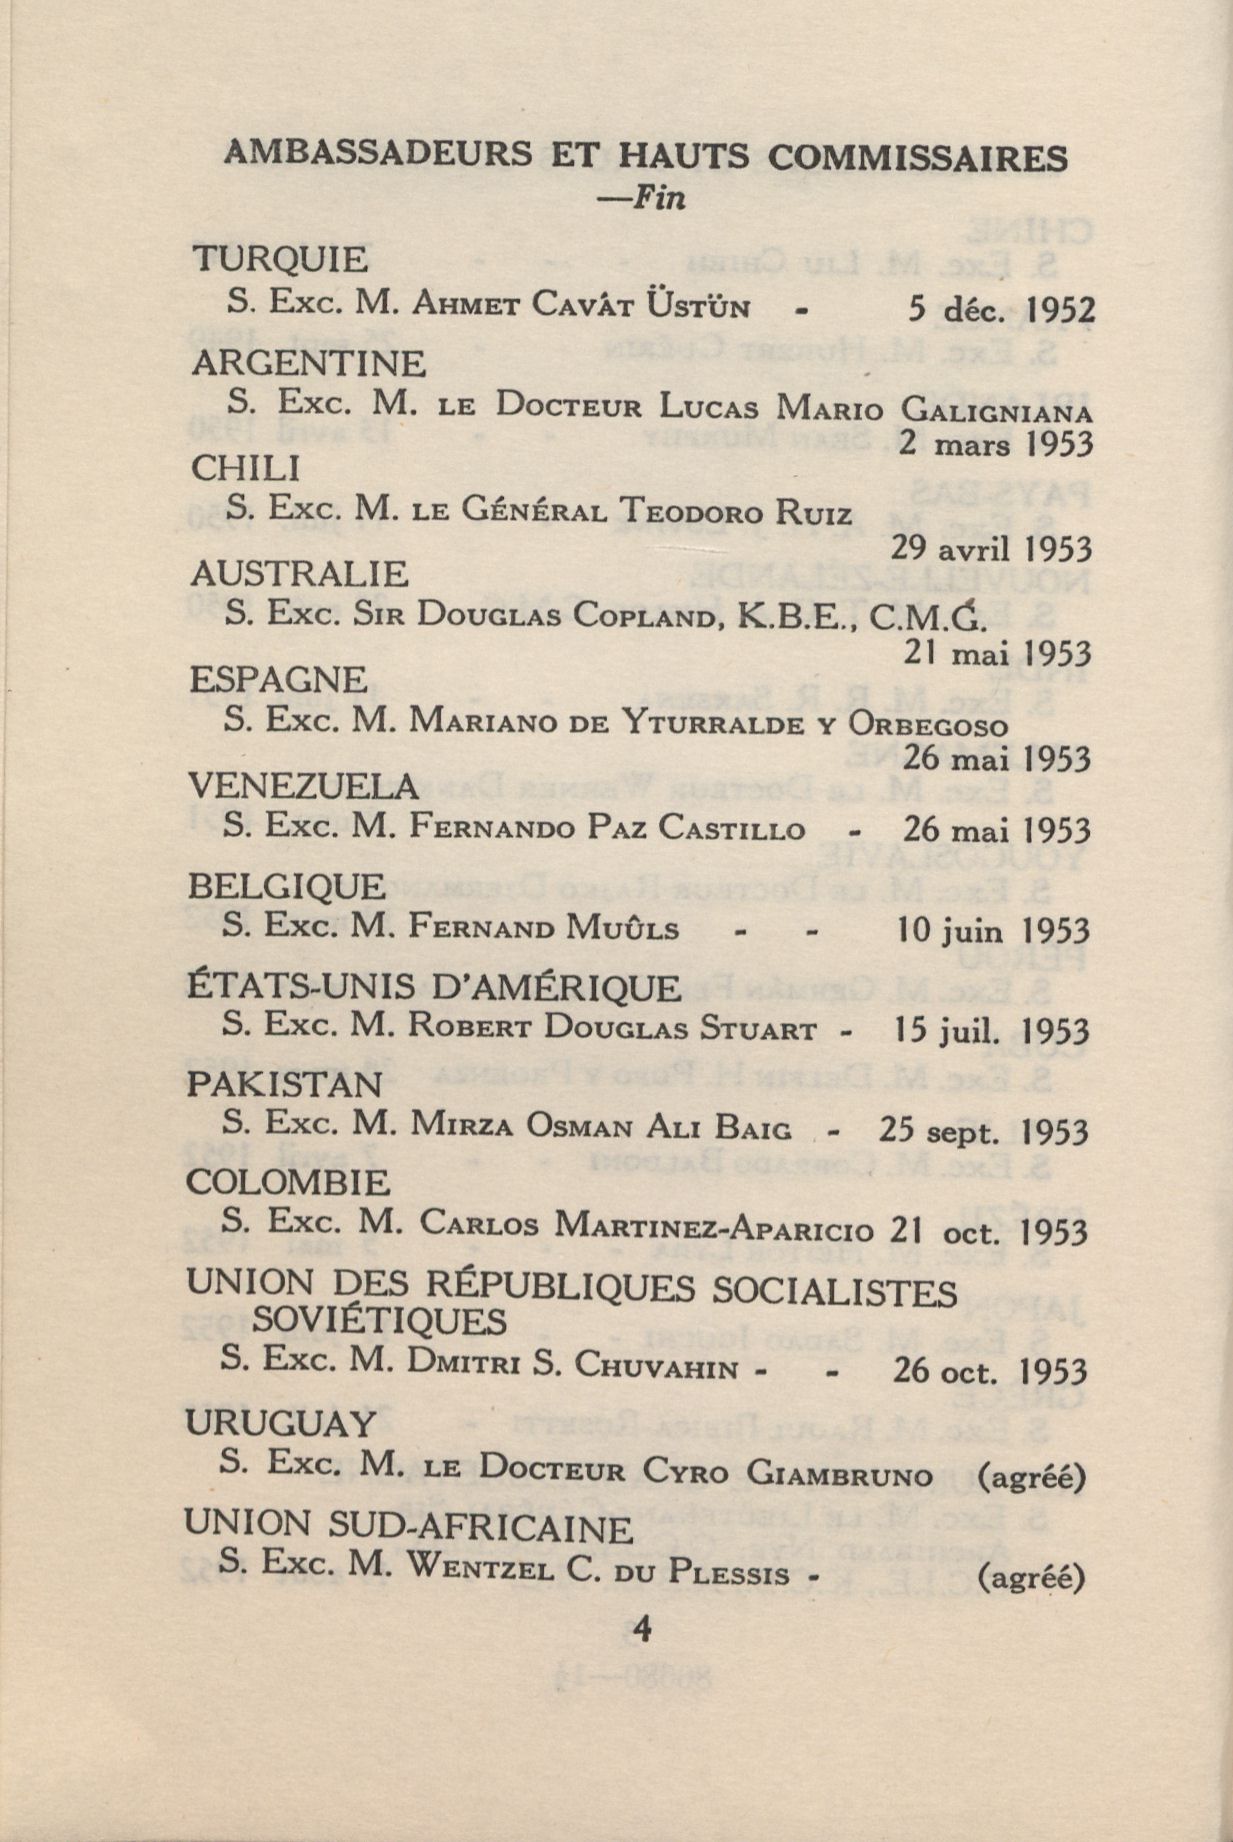 AMBASSADEURS ET HAUTS COMMISSAIRES
—Fin
TURQUIE
S. Exc. M. Ahmet Cavât Üstün - 5 déc. 1952
ARGENTINE
S. Exc. M. le Docteur Lucas Mario Galigniana
2 mars 1953
CHILI
S. Exc. M. le Général Teodoro Ruiz
29 avril 1953
AUSTRALIE
S. Exc. Sir Douglas Copland, K.B.E., C.M.G.
21 mai 1953
ESPAGNE
S. Exc. M. Mariano de Yturralde y Orbegoso
26 mai 1953
VENEZUELA
S. Exc. M. Fernando Paz Castillo - 26 mai 1953
BELGIQUE
S. Exc. M. Fernand Muûls - - 10 juin 1953
ÉTATS-UNIS D'AMÉRIQUE
S. Exc. M. Robert Douglas Stuart - 15 juil. 1953
PAKISTAN
S. Exc. M. Mirza Osman Ali Baig - 25 sept. 1953
COLOMBIE
S. Exc. M. Carlos Martinez-Aparicio 21 oct. 1953
UNION DES RÉPUBLIQUES SOCIALISTES
SOVIÉTIQUES
S. Exc. M. Dmitri S. Chuvahin - - 26 oct. 1953
URUGUAY
S. Exc. M. le Docteur Cyro Giambruno (agréé)
UNION SUD-AFRICAINE
S. Exc. M. Wentzel C. du Plessis - (agréé)
4